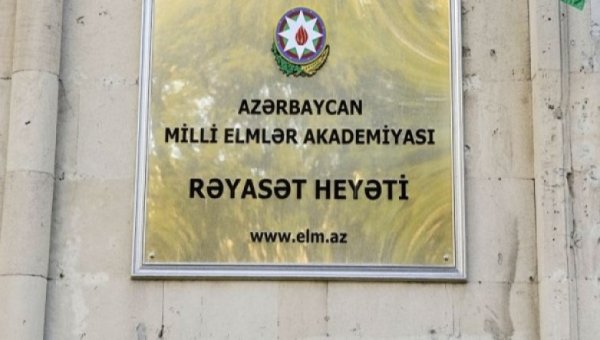 AZƏRBAYCAN
MİLLİ ELMLƏR AKADEMİYASI
RƏYASƏT HEYƏTİ
www.elm.az